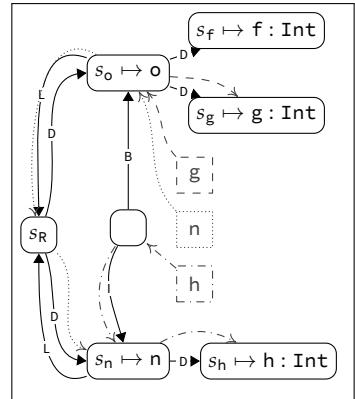 s_f ↦ f : Int
D
s_o ↦ o
D
s_g ↦ g : Int
L
D
B
g
n
s_R
h
I
D
L
s_n ↦ n
D
s_h ↦ h : Int